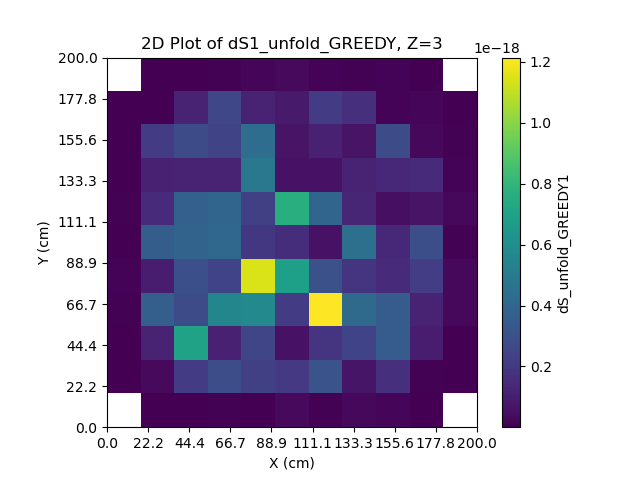 2D Plot of dS1_unfold_GREEDY, Z=3
1e−18
200.0
177.8
155.6
133.3
111.1
88.9
66.7
44.4
22.2
0.0
Y (cm)
0.0 22.2 44.4 66.7 88.9 111.1 133.3 155.6 177.8 200.0
X (cm)
1.2
1.0
0.8
0.6
0.4
0.2
dS_unfold_GREEDY1